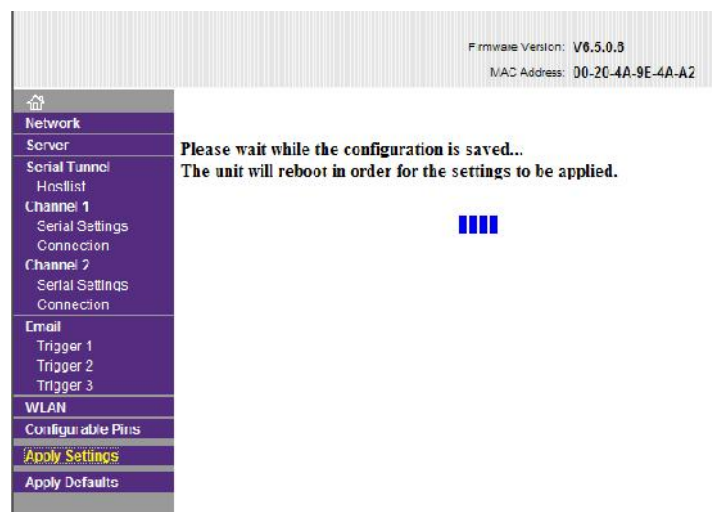 Firmware Version: V6.5.0.6
MAC Address: 00-20-4A-9E-4A-A2
Network
Server
Serial Tunnel
Hostlist
Channel 1
Serial Settings
Connection
Channel 2
Serial Settings
Connection
Email
Trigger 1
Trigger 2
Trigger 3
WLAN
Configurable Pins
Apply Settings
Apply Defaults
Please wait while the configuration is saved...
The unit will reboot in order for the settings to be applied.